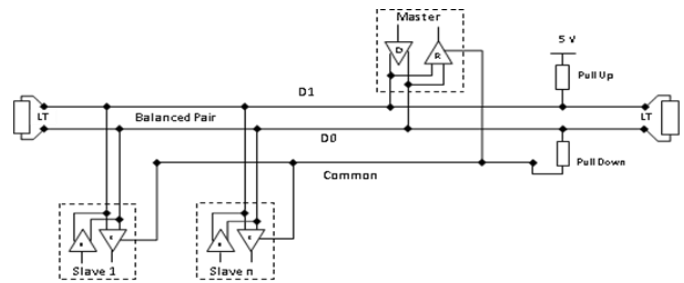 Master
D
R
5 V
Pull Up
D1
LT
Balanced Pair
LT
D0
Pull Down
Common
Slave 1
Slave n